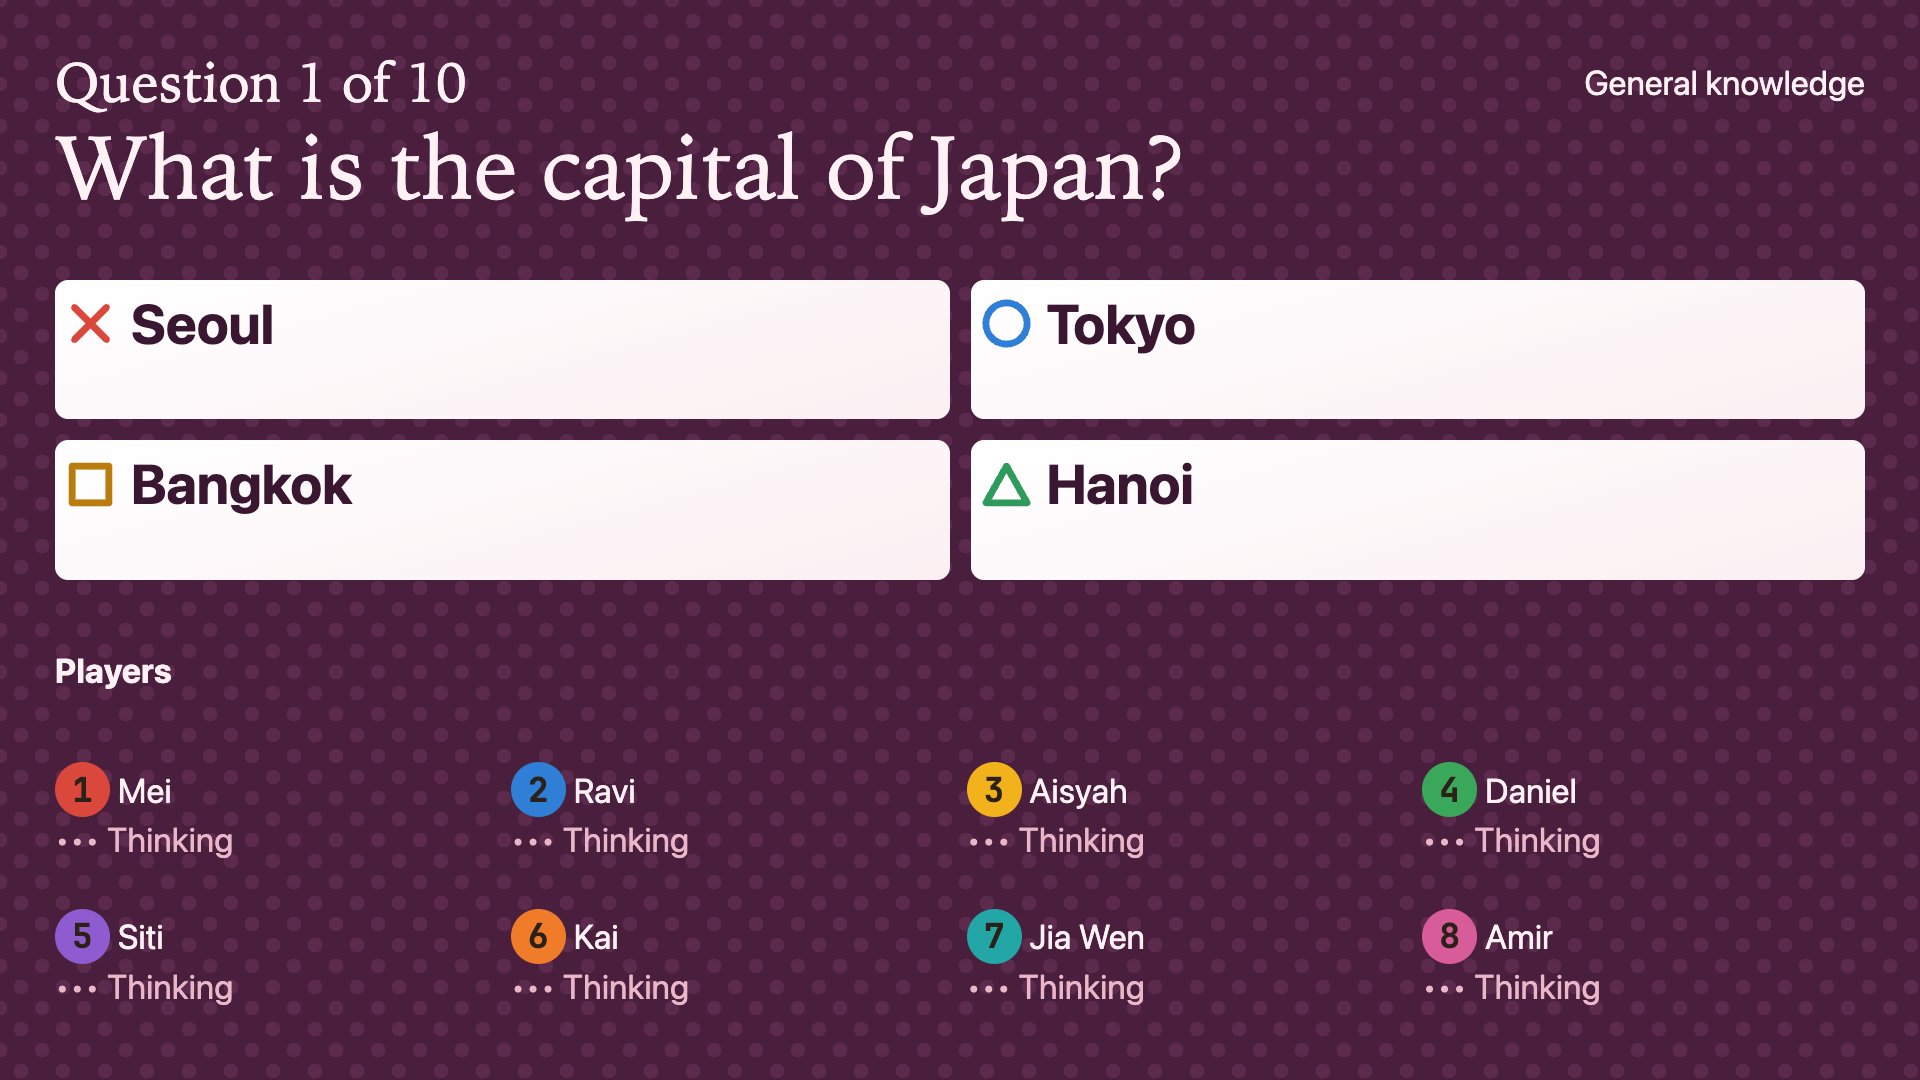 Question 1 of 10
General knowledge
What is the capital of Japan?
Seoul
Tokyo
Bangkok
Hanoi
Players
1 Mei
... Thinking
2 Ravi
... Thinking
3 Aisyah
... Thinking
4 Daniel
... Thinking
5 Siti
... Thinking
6 Kai
... Thinking
7 Jia Wen
... Thinking
8 Amir
... Thinking